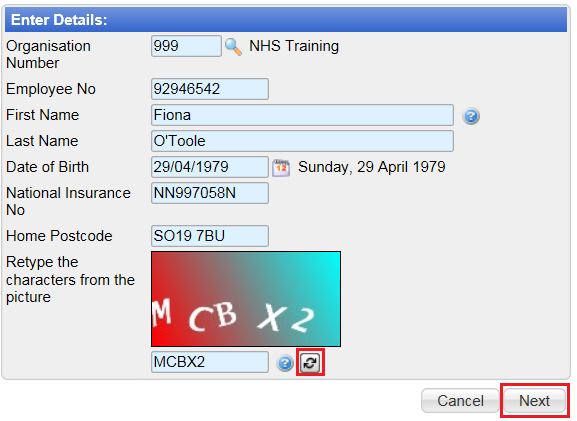 Enter Details:
Organisation Number 999 NHS Training
Employee No 92946542
First Name Fiona
Last Name O'Toole
Date of Birth 29/04/1979 12 Sunday, 29 April 1979
National Insurance No NN997058N
Home Postcode SO19 7BU
Retype the characters from the picture M C B X 2
MCBX2
Cancel Next